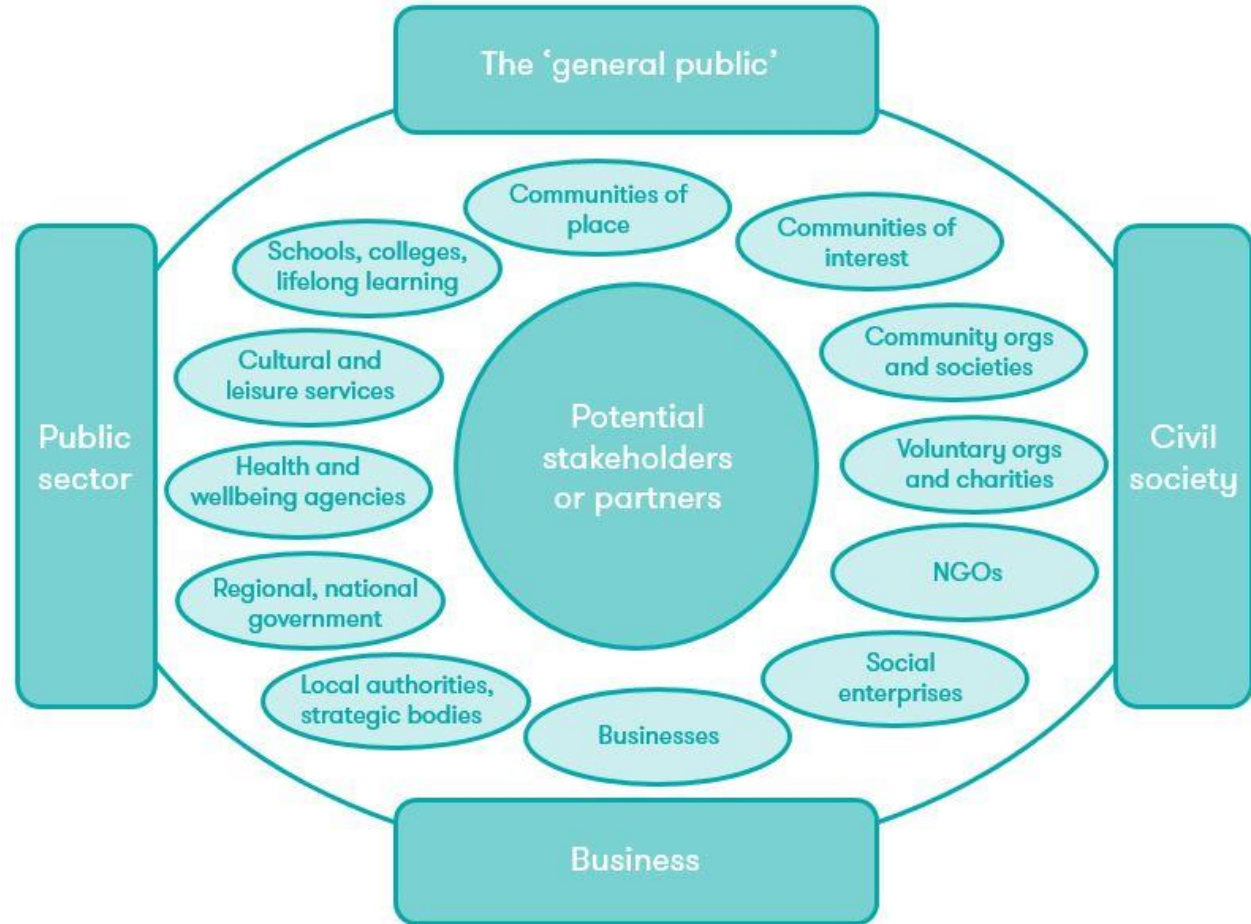 The ‘general public’
Communities of
place
Communities of
interest
Schools, colleges,
lifelong learning
Community orgs
and societies
Cultural and
leisure services
Potential
stakeholders
or partners
Public
sector
Civil
society
Voluntary orgs
and charities
Health and
wellbeing agencies
NGOs
Regional, national
government
Social
enterprises
Local authorities,
strategic bodies
Businesses
Business